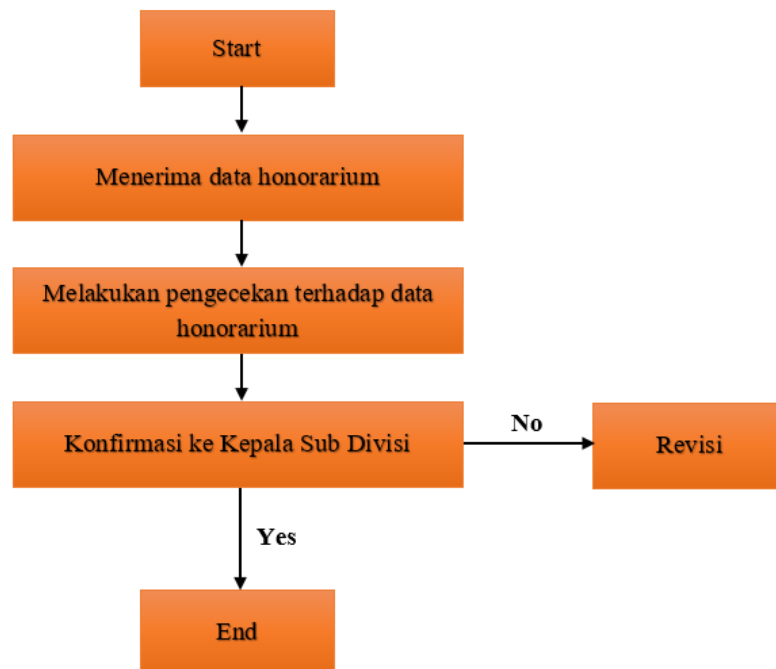 Start
Menerima data honorarium
Melakukan pengecekan terhadap data
honorarium
Konfirmasi ke Kepala Sub Divisi
No
Revisi
Yes
End